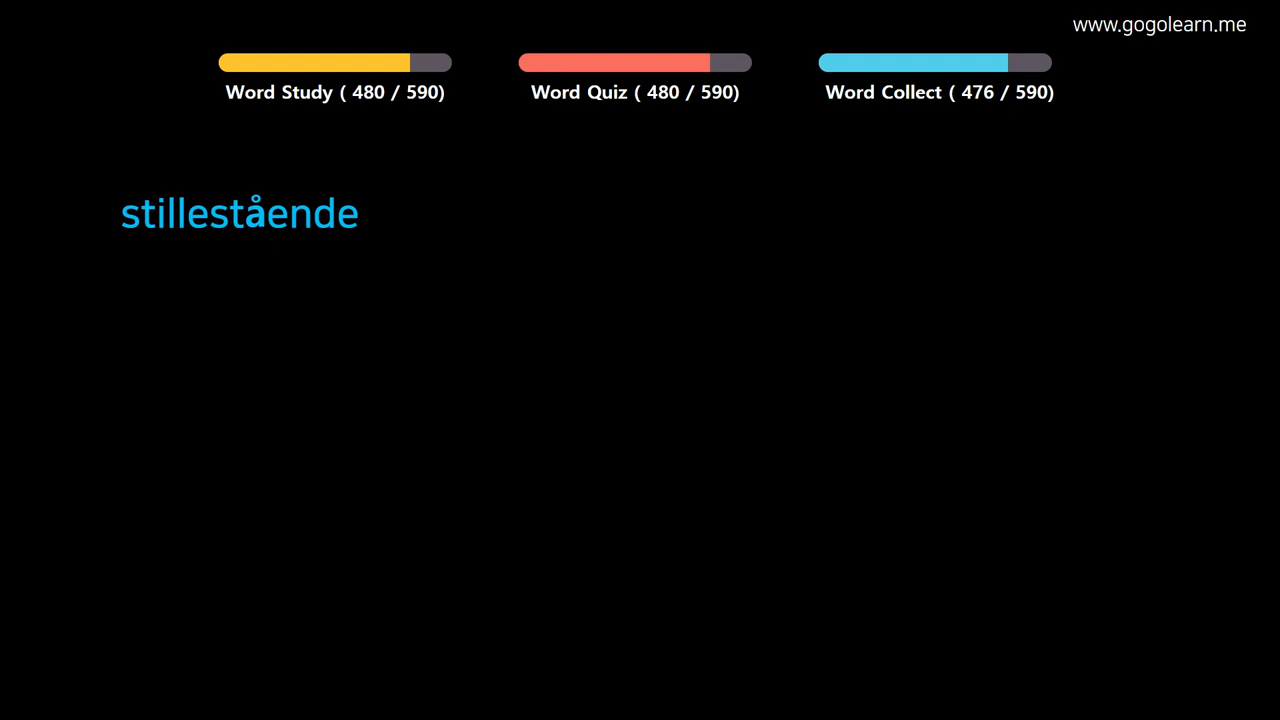 www.gogolearn.me
Word Study ( 480 / 590)
Word Quiz ( 480 / 590)
Word Collect ( 476 / 590)
stillestående